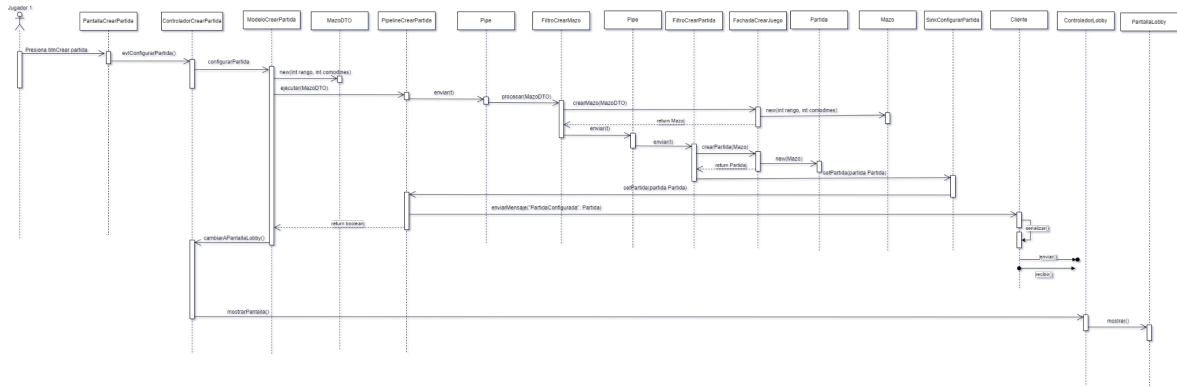 Jugador 1
PantallaCrearPartida
ControladorCrearPartida
ModeloCrearPartida
MazoDTO
PipelineCrearPartida
Pipe
FiltroCrearMazo
Pipe
FiltroCrearPartida
FachadaCrearJuego
Partida
Mazo
SinkConfigurarPartida
Cliente
ControladorLobby
PantallaLobby
Presiona btnCrear partida
evtConfigurarPartida()
configurarPartida
new(int rango, int comodines)
ejecutar(MazoDTO)
enviar(t)
procesar(MazoDTO)
crearMazo(MazoDTO)
new(int rango, int comodines)
return Mazo
enviar(t)
enviar(t)
crearPartida(Mazo)
new(Mazo)
return Partida
setPartida(partida Partida)
setPartida(partida Partida)
enviarMensaje("PartidaConfigurada", Partida)
return boolean
serializar()
cambiarAPantallaLobby()
enviar()
recibir()
mostrarPantalla()
mostrar()